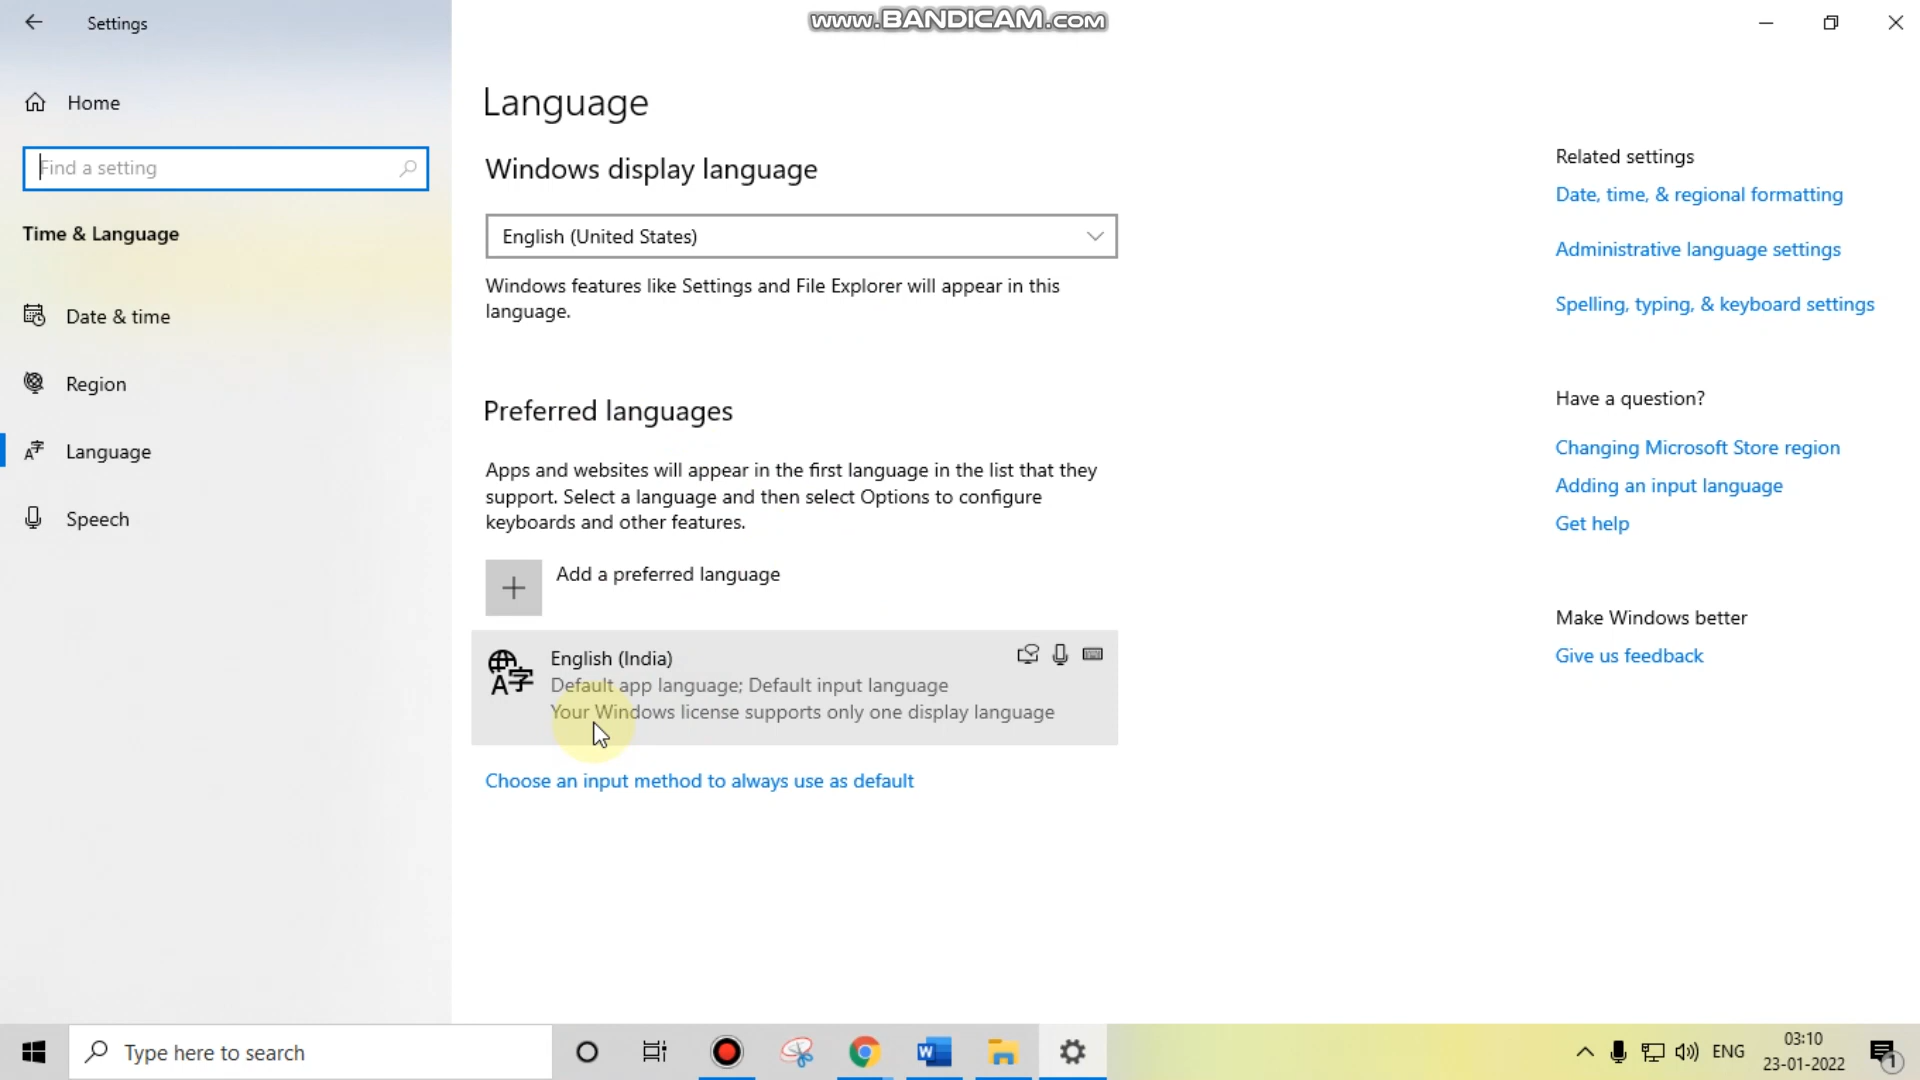 Settings
www.BANDICAM.com
Home
Find a setting
Time & Language
Date & time
Region
Language
Speech
Language
Windows display language
English (United States)
Windows features like Settings and File Explorer will appear in this
language.
Preferred languages
Apps and websites will appear in the first language in the list that they
support. Select a language and then select Options to configure
keyboards and other features.
Add a preferred language
English (India)
Default app language; Default input language
Your Windows license supports only one display language
Choose an input method to always use as default
Related settings
Date, time, & regional formatting
Administrative language settings
Spelling, typing, & keyboard settings
Have a question?
Changing Microsoft Store region
Adding an input language
Get help
Make Windows better
Give us feedback
Type here to search
ENG
03:10
23-01-2022
1